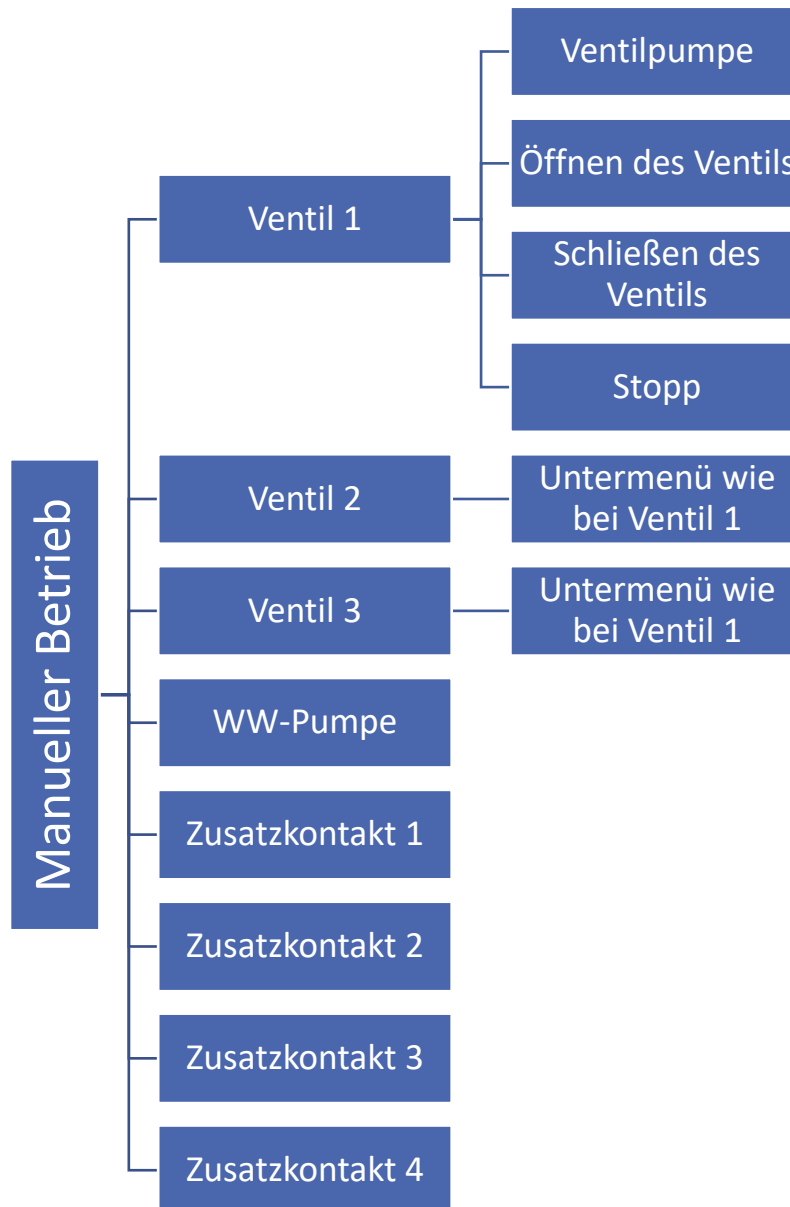 Manueller Betrieb
Ventil 1
Ventilpumpe
Öffnen des Ventils
Schließen des
Ventils
Stopp
Ventil 2
Untermenü wie
bei Ventil 1
Ventil 3
Untermenü wie
bei Ventil 1
WW-Pumpe
Zusatzkontakt 1
Zusatzkontakt 2
Zusatzkontakt 3
Zusatzkontakt 4